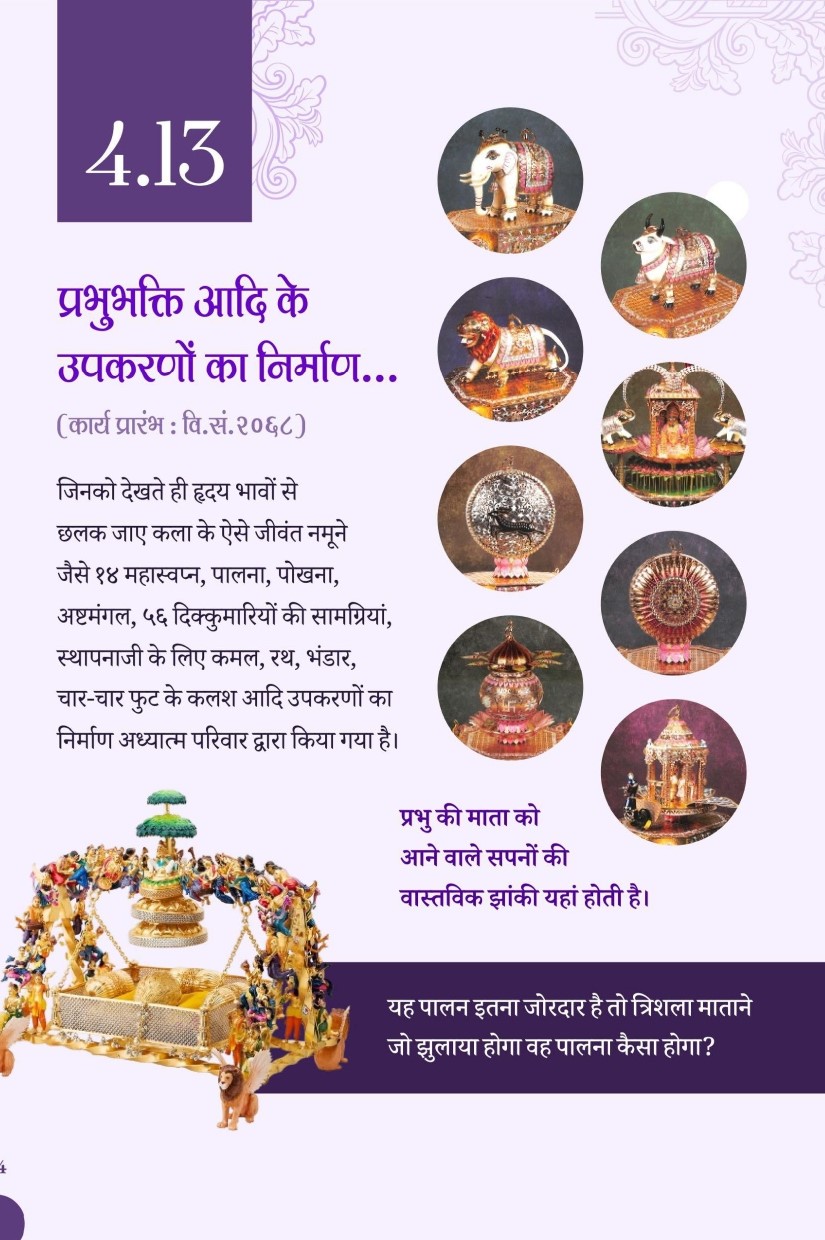 4.13
प्रभुभक्ति आदि के
उपकरणों का निर्माण...
(कार्य प्रारंभ : वि.सं.२०६८)
जिनको देखते ही हृदय भावों से
छलक जाए कला के ऐसे जीवंत नमूने
जैसे १४ महास्वप्न, पालना, पोखना,
अष्टमंगल, ५६ दिक्कुमारियों की सामग्रियां,
स्थापनाजी के लिए कमल, रथ, भंडार,
चार-चार फुट के कलश आदि उपकरणों का
निर्माण अध्यात्म परिवार द्वारा किया गया है।
प्रभु की माता को
आने वाले सपनों की
वास्तविक झांकी यहां होती है।
यह पालन इतना जोरदार है तो त्रिशला माताने
जो झुलाया होगा वह पालना कैसा होगा?
4